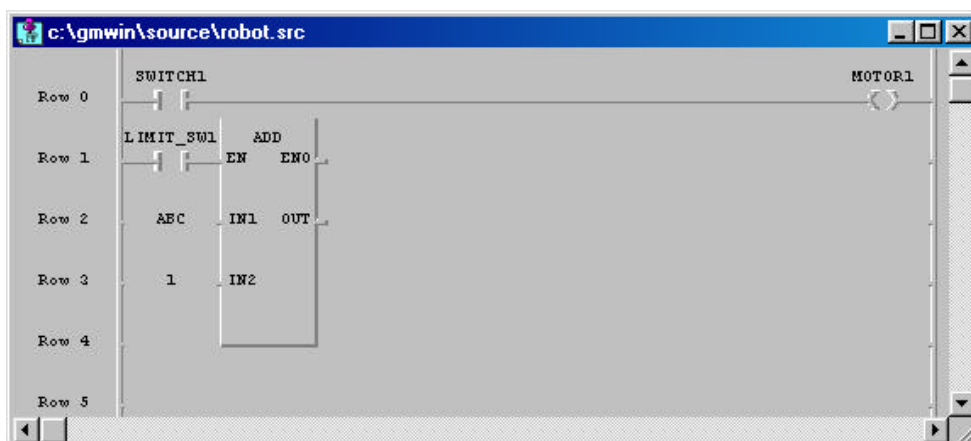 c:\gmwin\source\robot.src
SWITCH1 MOTOR1
Row 0
LIMIT_SW1 ADD
Row 1 EN ENO
Row 2 ABC IN1 OUT
Row 3 1 IN2
Row 4
Row 5